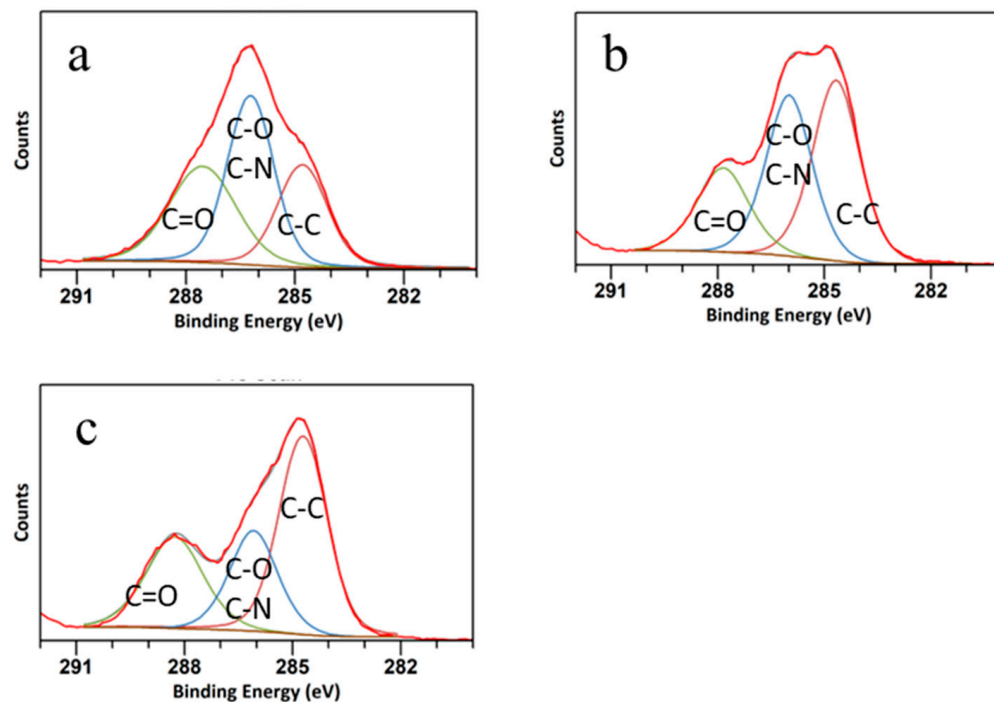 a
Counts
C-O
C-N
C=O
C-C
291
288
285
282
Binding Energy (eV)
b
Counts
C-O
C-N
C=O
C-C
291
288
285
282
Binding Energy (eV)
c
Counts
C-C
C-O
C=O
C-N
291
288
285
282
Binding Energy (eV)